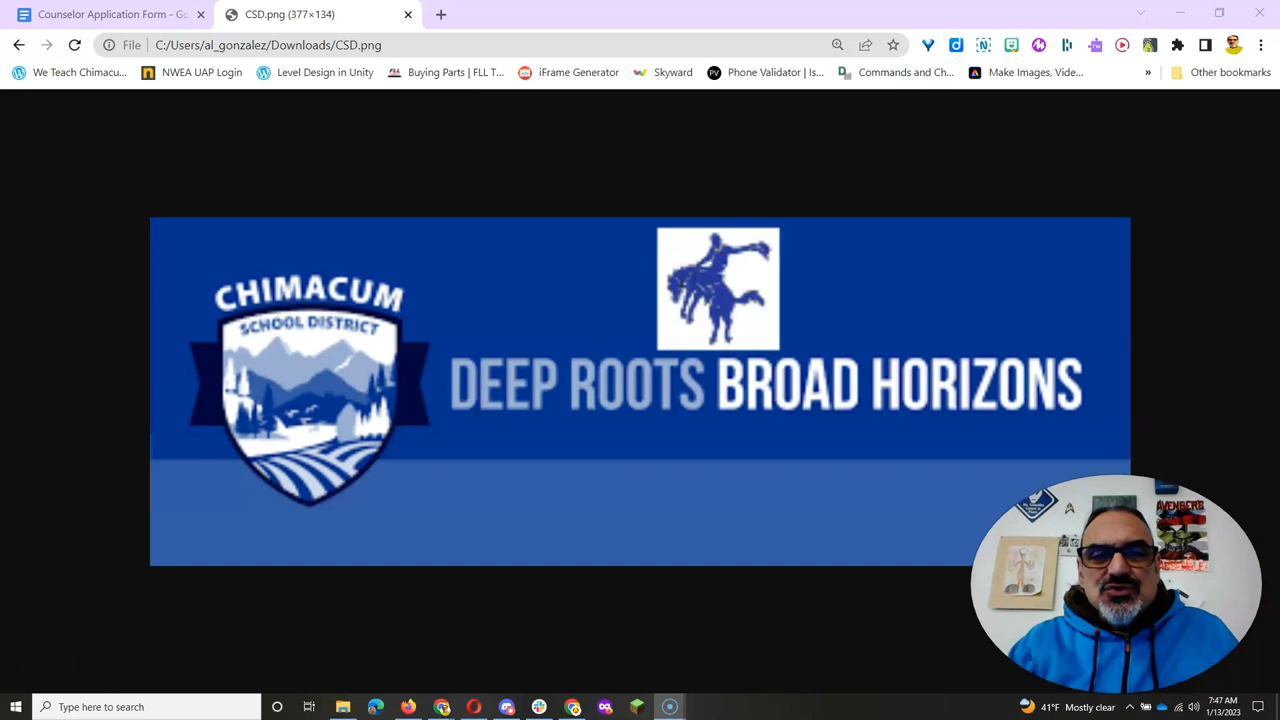 Counselor Application Form - Go
CSD.png (377×134)
File
C:/Users/al_gonzalez/Downloads/CSD.png
We Teach Chimacu...
NWEA UAP Login
Level Design in Unity
Buying Parts | FLL T...
iFrame Generator
Skyward
Phone Validator | Is...
Commands and Ch...
Make Images, Vide...
»
Other bookmarks
CHIMACUM
SCHOOL DISTRICT
DEEP ROOTS BROAD HORIZONS
Type here to search
41°F Mostly clear
7:47 AM
1/13/2023